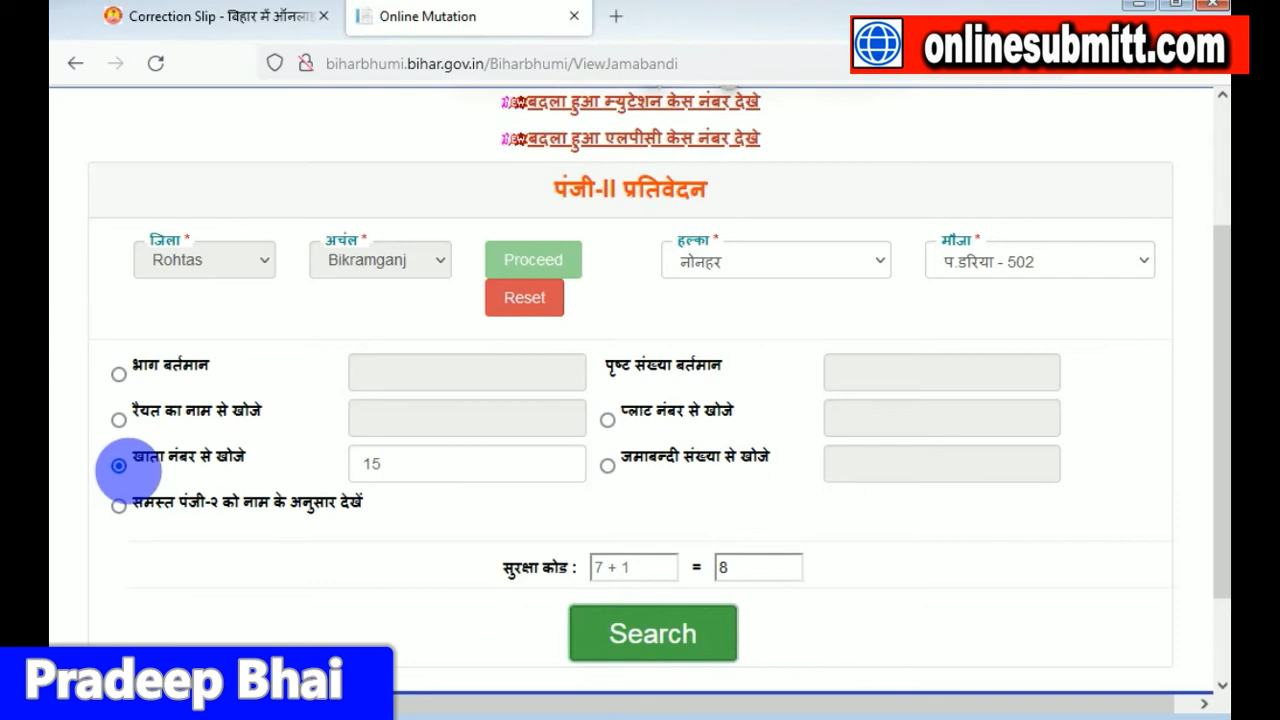 Correction Slip - बिहार में ऑनलाइ
Online Mutation
onlinesubmitt.com
biharbhumi.bihar.gov.in/Biharbhumi/ViewJamabandi
बदला हुआ म्युटेशन केस नंबर देखे
बदला हुआ एलपीसी केस नंबर देखे
पंजी-II प्रतिवेदन
जिला * अचंल * हल्का * मौजा *
Rohtas Bikramganj Proceed नोनहर प.डरिया - 502
Reset
भाग बर्तमान पृष्ट संख्या बर्तमान
रैयत का नाम से खोजे प्लाट नंबर से खोजे
खाता नंबर से खोजे 15 जमाबन्दी संख्या से खोजे
समस्त पंजी-२ को नाम के अनुसार देखें
सुरक्षा कोड : 7 + 1 = 8
Search
Pradeep Bhai